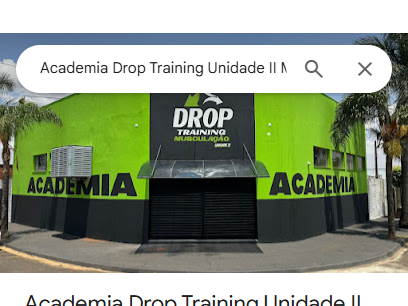 Academia Drop Training Unidade II M
DROP
TRAINING
MUSCULAÇÃO
UNIDADE II
ACADEMIA
ACADEMIA
Academia Drop Training Unidade II